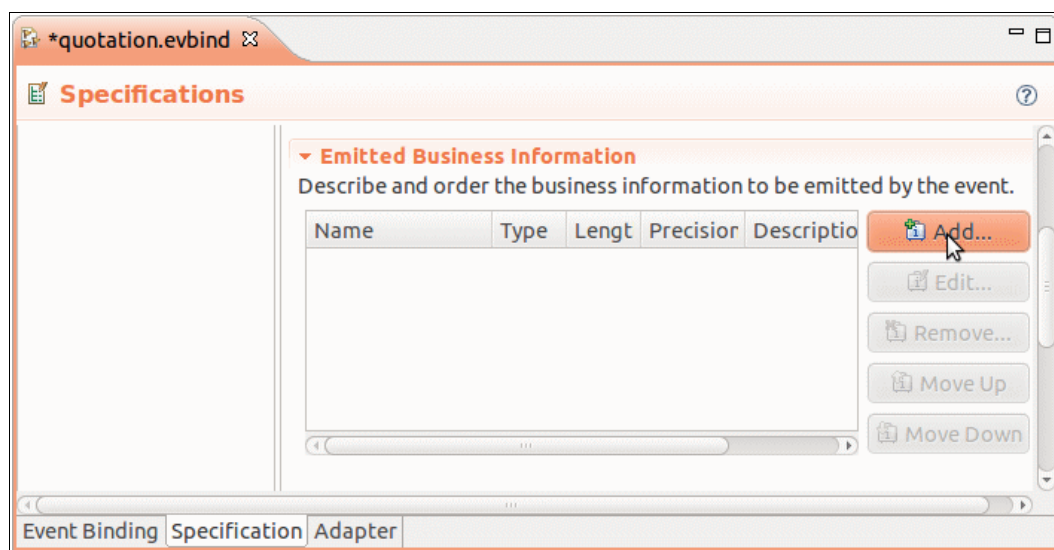 *quotation.evbind
Specifications
Emitted Business Information
Describe and order the business information to be emitted by the event.
Name Type Lengt Precisior Descriptio
Add...
Edit...
Remove...
Move Up
Move Down
Event Binding Specification Adapter